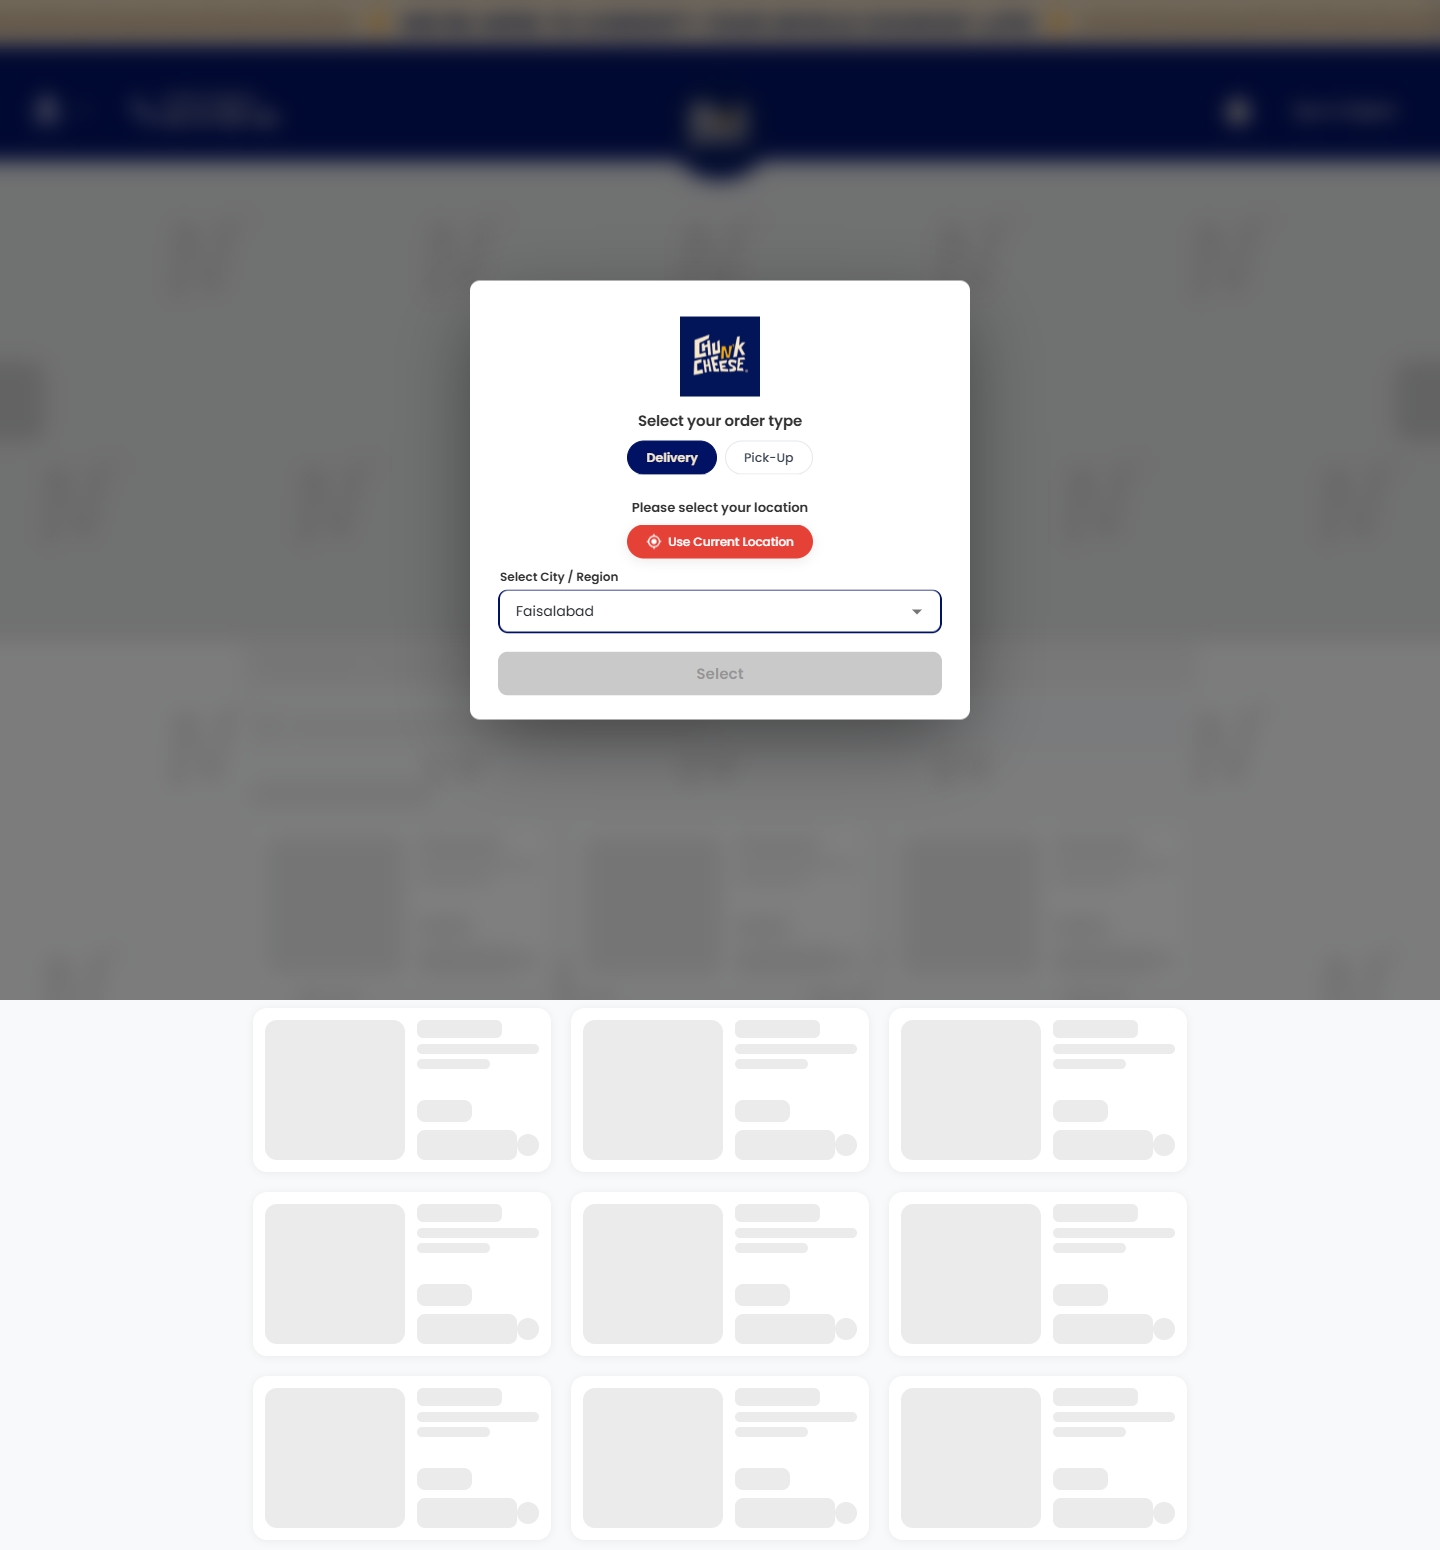 CHUNK
CHEESE
Select your order type
Delivery
Pick-Up
Please select your location
Use Current Location
Select City / Region
Faisalabad
Select